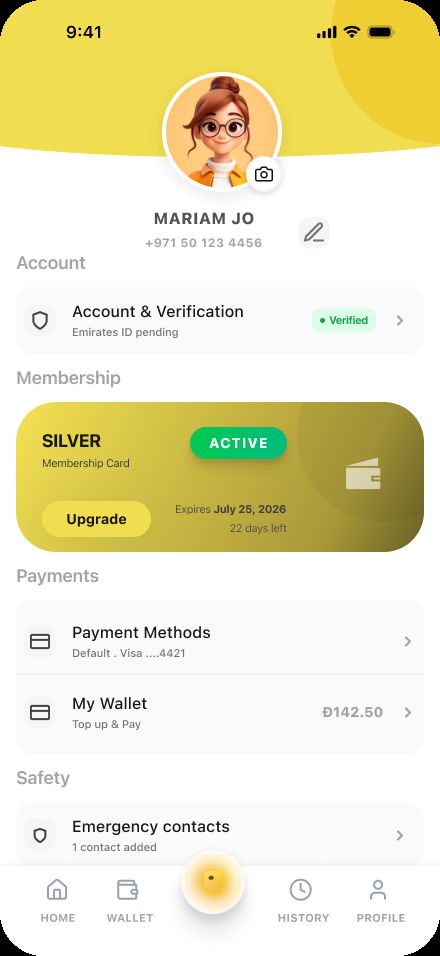 9:41
MARIAM JO
+971 50 123 4456
Account
Account & Verification
Emirates ID pending
Verified
Membership
SILVER
Membership Card
ACTIVE
Upgrade
Expires July 25, 2026
22 days left
Payments
Payment Methods
Default . Visa ....4421
My Wallet
Top up & Pay
Đ142.50
Safety
Emergency contacts
1 contact added
HOME
WALLET
HISTORY
PROFILE